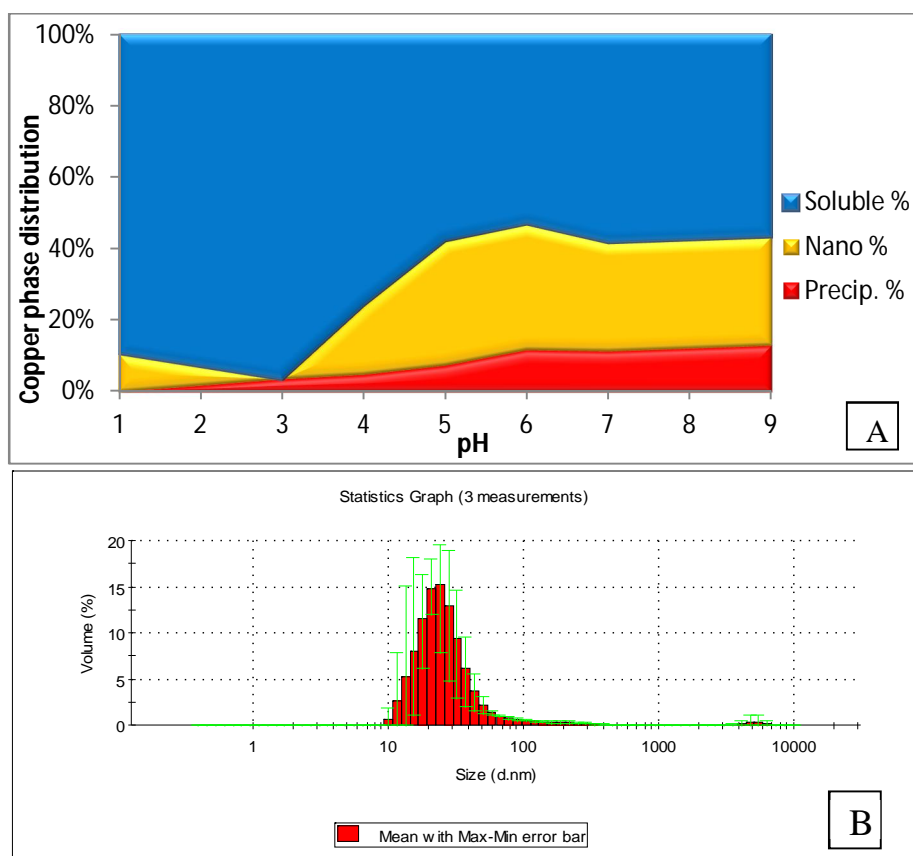 100%
80%
60%
40%
20%
0%
Copper phase distribution
1 2 3 4 5 6 7 8 9
pH
Soluble %
Nano %
Precip. %
A
Statistics Graph (3 measurements)
20
15
10
5
0
Volume (%)
1 10 100 1000 10000
Size (d.nm)
Mean with Max-Min error bar
B